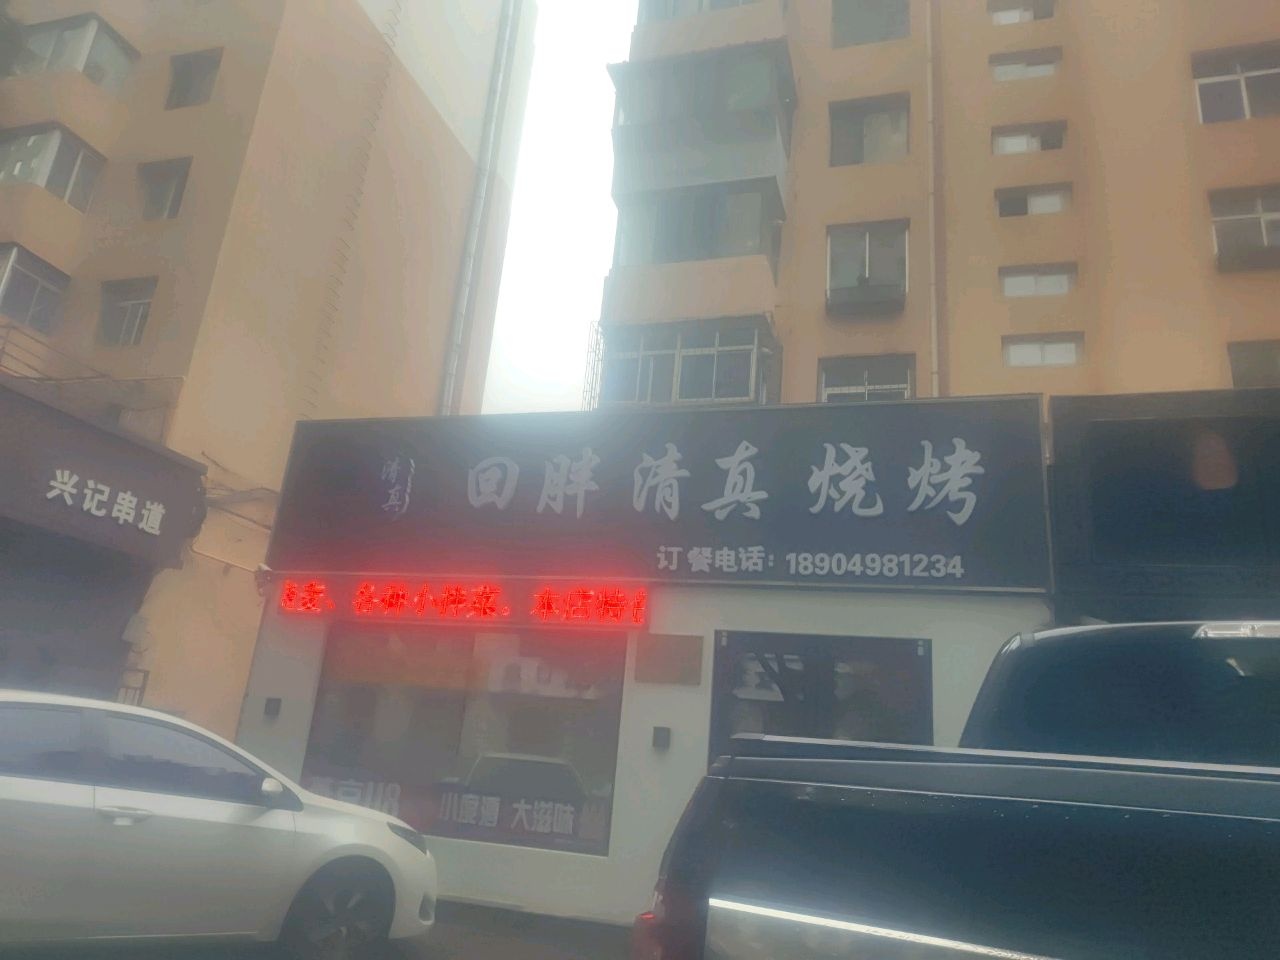 兴记串道
清真
回胖清真烧烤
订餐电话：18904981234
各种小拌菜。本店特
小度酒 大滋味